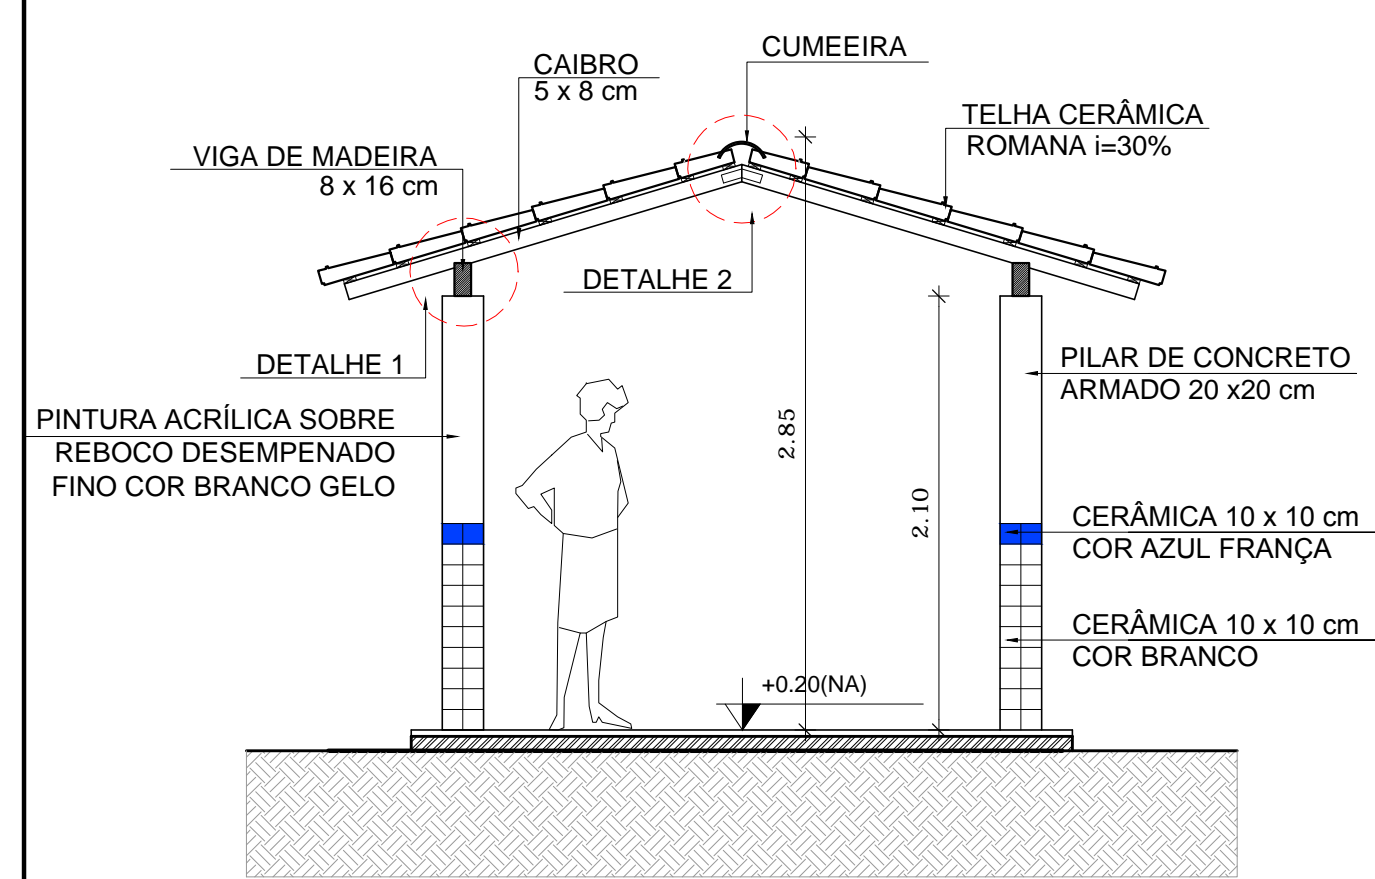 CUMEEIRA
CAIBRO
5 x 8 cm
TELHA CERÂMICA
ROMANA i=30%
VIGA DE MADEIRA
8 x 16 cm
DETALHE 2
DETALHE 1
PILAR DE CONCRETO
ARMADO 20 x20 cm
PINTURA ACRÍLICA SOBRE
REBOCO DESEMPENADO
FINO COR BRANCO GELO
2.85
2.10
CERÂMICA 10 x 10 cm
COR AZUL FRANÇA
CERÂMICA 10 x 10 cm
COR BRANCO
+0.20(NA)